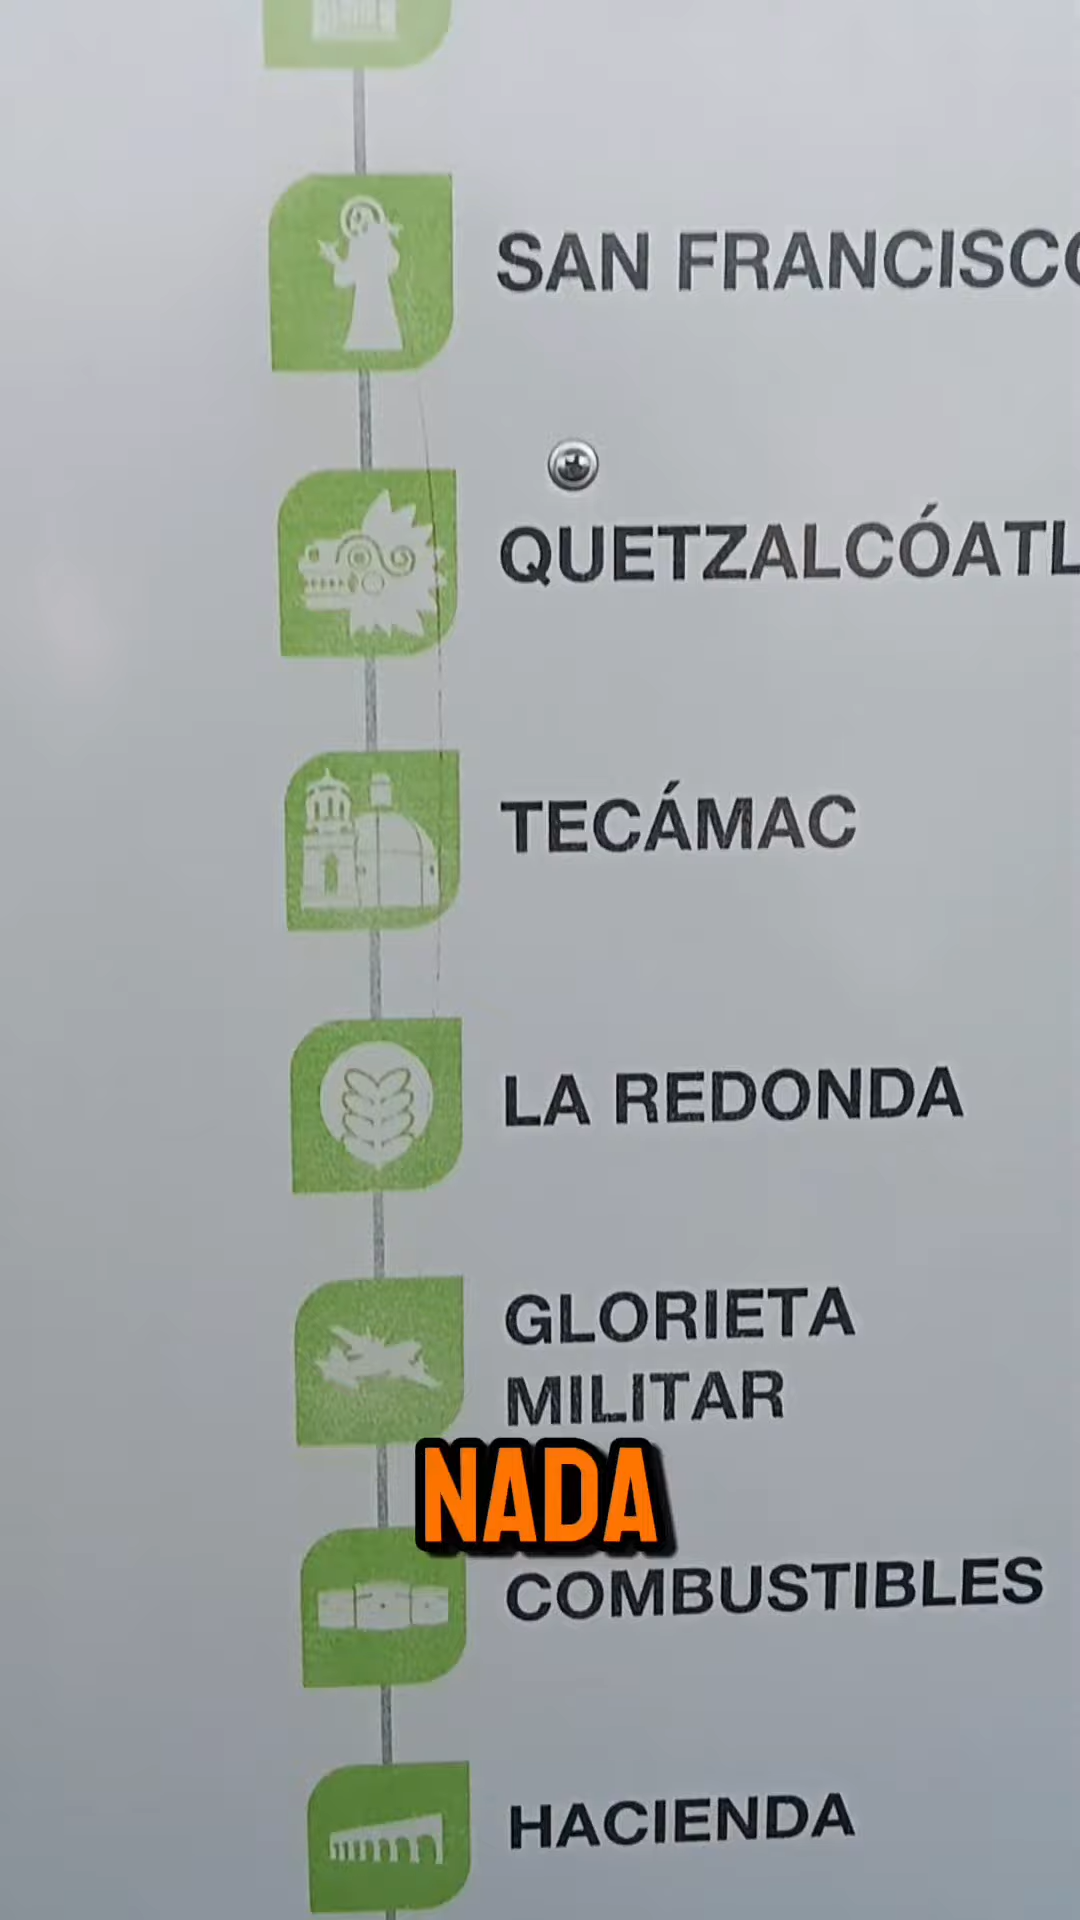 SAN FRANCISCO
QUETZALCÓATL
TECÁMAC
LA REDONDA
GLORIETA
MILITAR
NADA
COMBUSTIBLES
HACIENDA